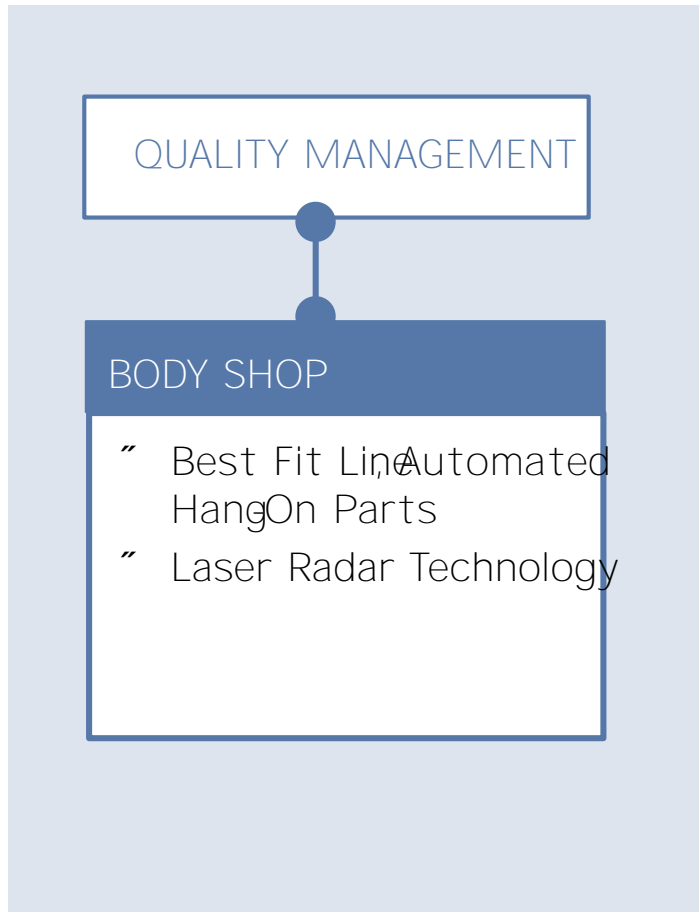 QUALITY MANAGEMENT
BODY SHOP
˝ Best Fit Line, Automated
Hang-On Parts
˝ Laser Radar Technology